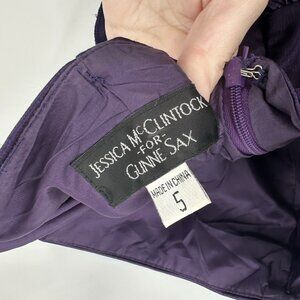 JESSICA MCCLINTOCK
-FOR-
GUNNE SAX
MADE IN CHINA
5